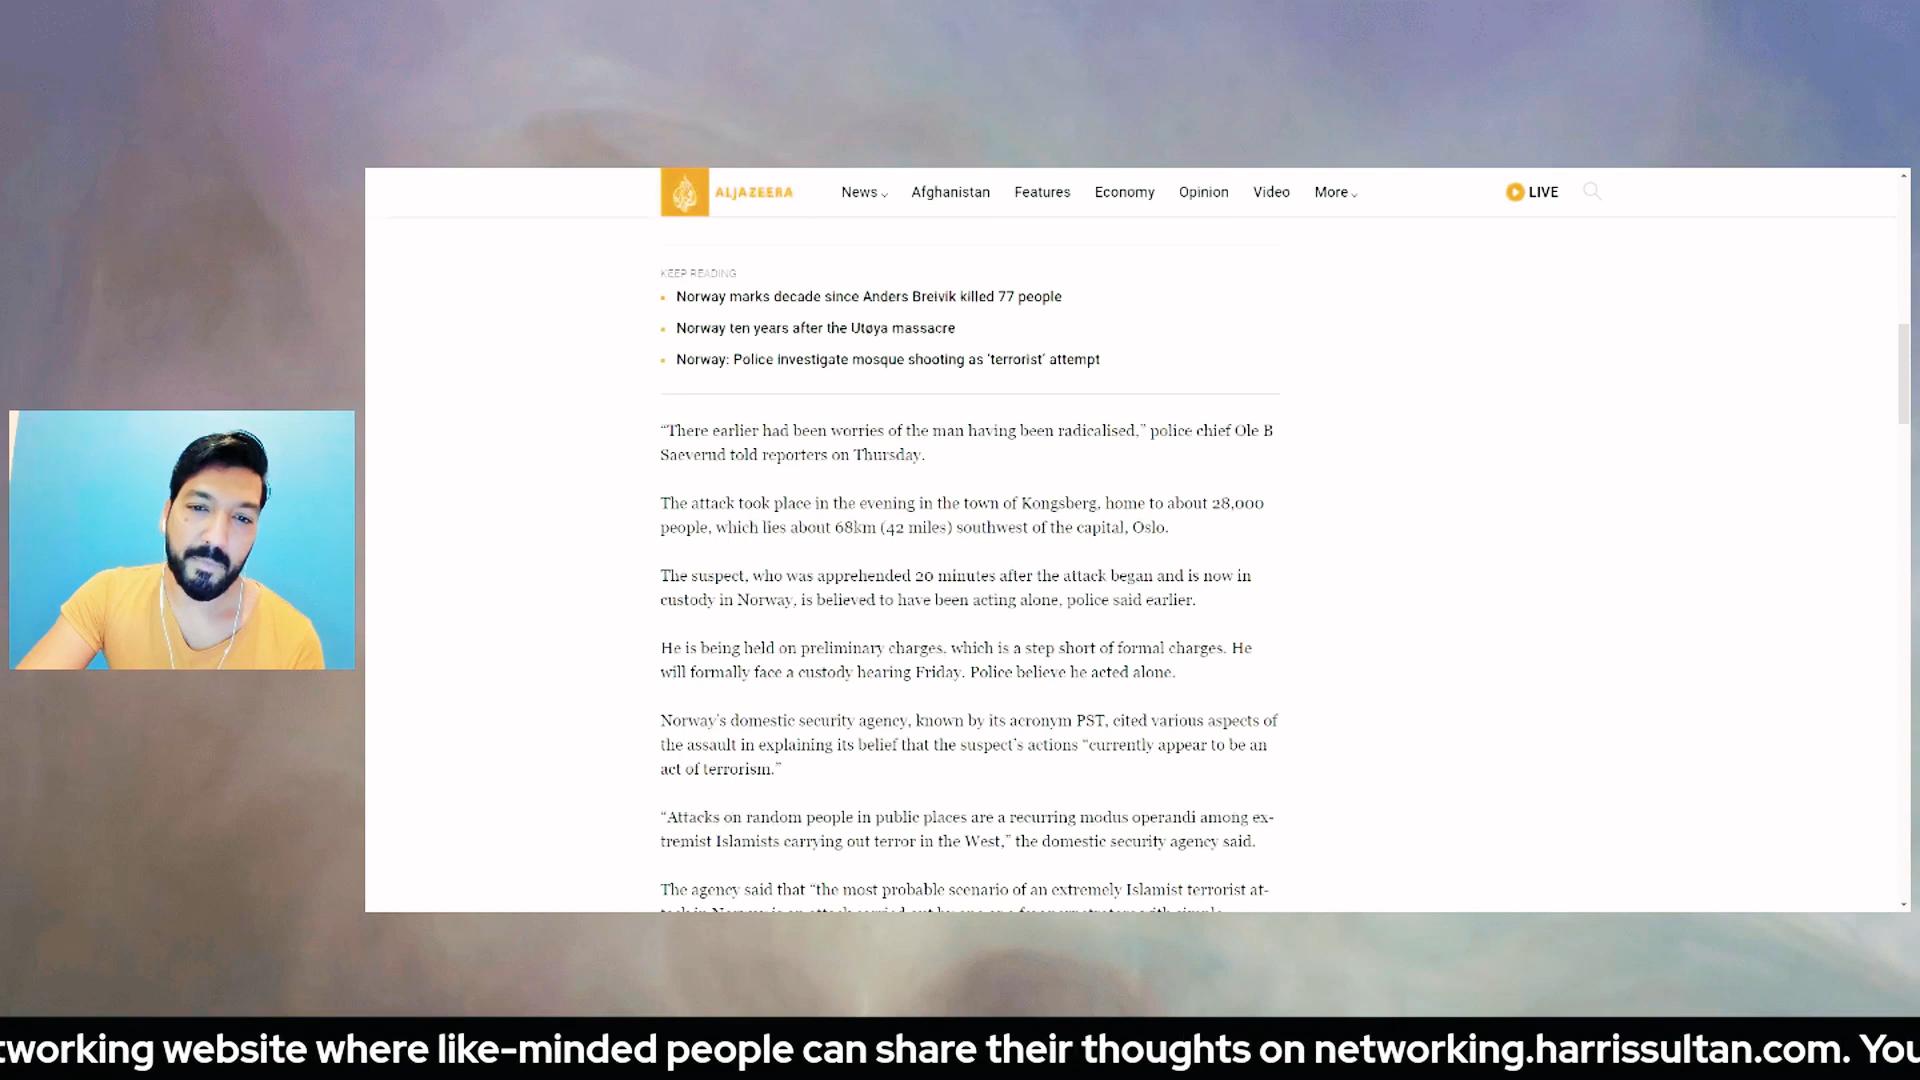 ALJAZEERA
News Afghanistan Features Economy Opinion Video More LIVE
KEEP READING
Norway marks decade since Anders Breivik killed 77 people
Norway ten years after the Utøya massacre
Norway: Police investigate mosque shooting as ‘terrorist’ attempt
“There earlier had been worries of the man having been radicalised,” police chief Ole B
Saeverud told reporters on Thursday.
The attack took place in the evening in the town of Kongsberg, home to about 28,000
people, which lies about 68km (42 miles) southwest of the capital, Oslo.
The suspect, who was apprehended 20 minutes after the attack began and is now in
custody in Norway, is believed to have been acting alone, police said earlier.
He is being held on preliminary charges, which is a step short of formal charges. He
will formally face a custody hearing Friday. Police believe he acted alone.
Norway’s domestic security agency, known by its acronym PST, cited various aspects of
the assault in explaining its belief that the suspect’s actions “currently appear to be an
act of terrorism.”
“Attacks on random people in public places are a recurring modus operandi among ex-
tremist Islamists carrying out terror in the West,” the domestic security agency said.
The agency said that “the most probable scenario of an extremely Islamist terrorist at-
tworking website where like-minded people can share their thoughts on networking.harrissultan.com. You